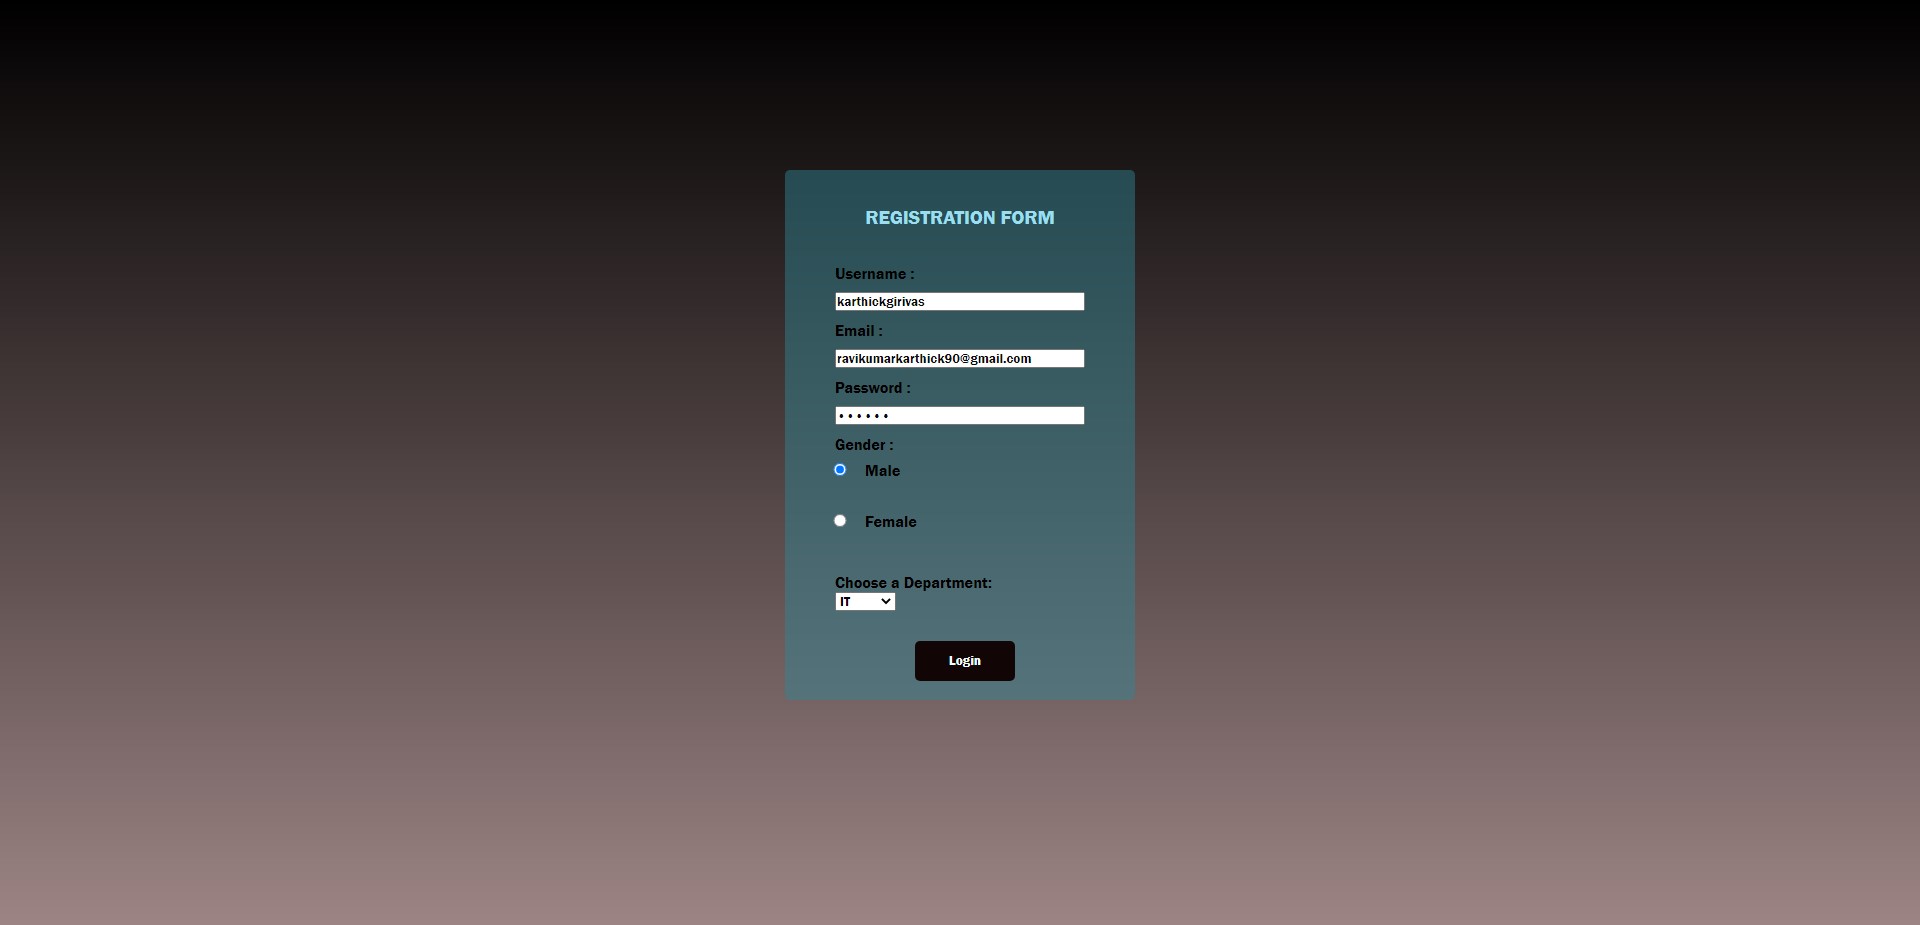 REGISTRATION FORM
Username :
karthickgirivas
Email :
ravikumarkarthick90@gmail.com
Password :
••••••
Gender :
Male
Female
Choose a Department:
IT
Login